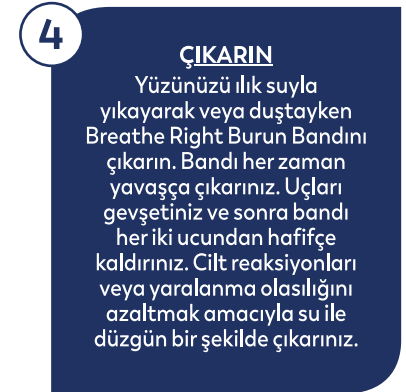 4
ÇIKARIN
Yüzünüzü ılık suyla
yıkayarak veya duştayken
Breathe Right Burun Bandını
çıkarın. Bandı her zaman
yavaşça çıkarınız. Uçları
gevşetiniz ve sonra bandı
her iki ucundan hafifçe
kaldırınız. Cilt reaksiyonları
veya yaralanma olasılığını
azaltmak amacıyla su ile
düzgün bir şekilde çıkarınız.